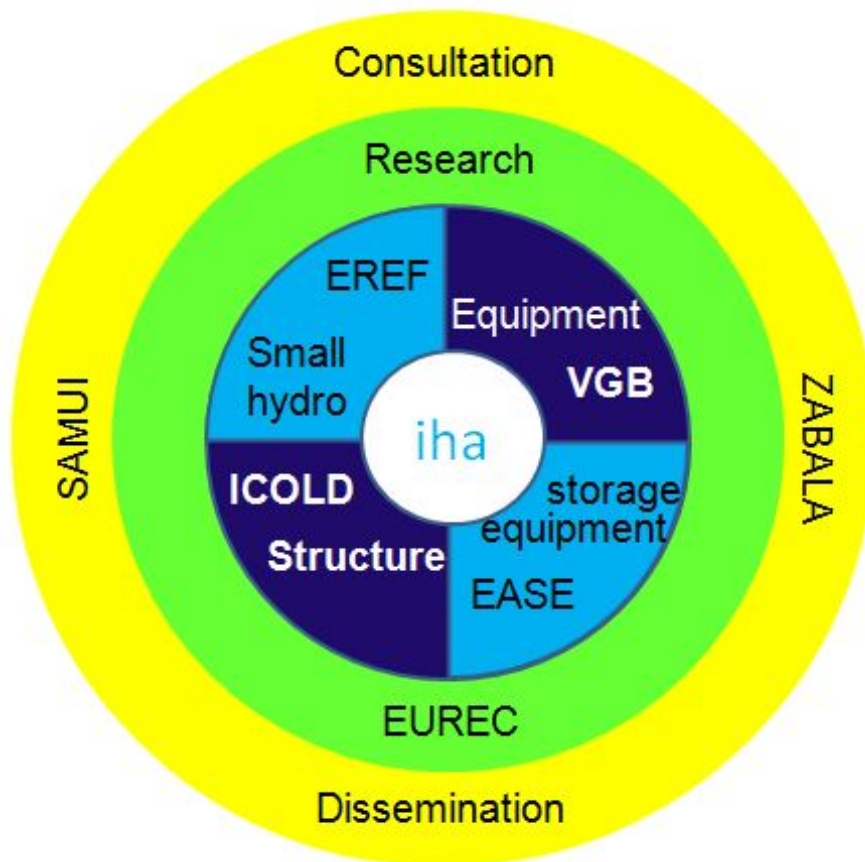 Consultation
Research
EREF
Small
hydro
Equipment
VGB
SAMUI
iha
ZABALA
ICOLD
Structure
storage
equipment
EASE
EUREC
Dissemination